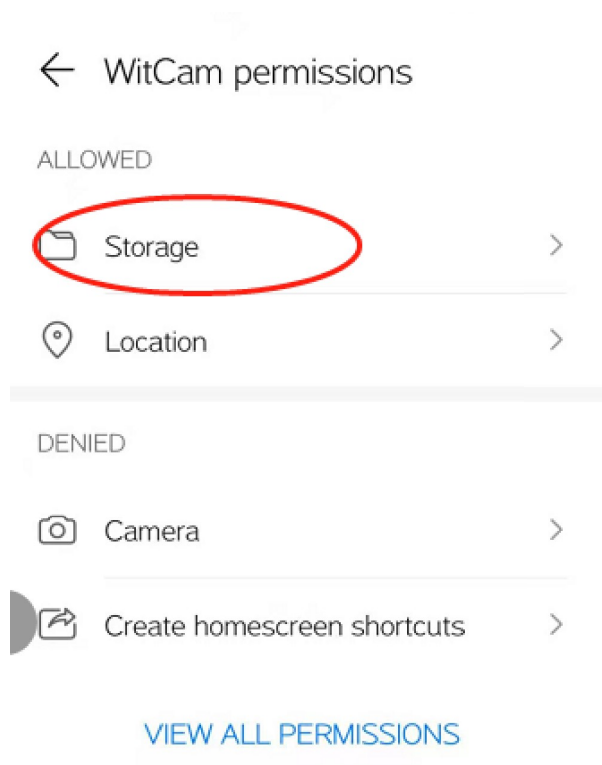 WitCam permissions
ALLOWED
Storage
Location
DENIED
Camera
Create homescreen shortcuts
VIEW ALL PERMISSIONS